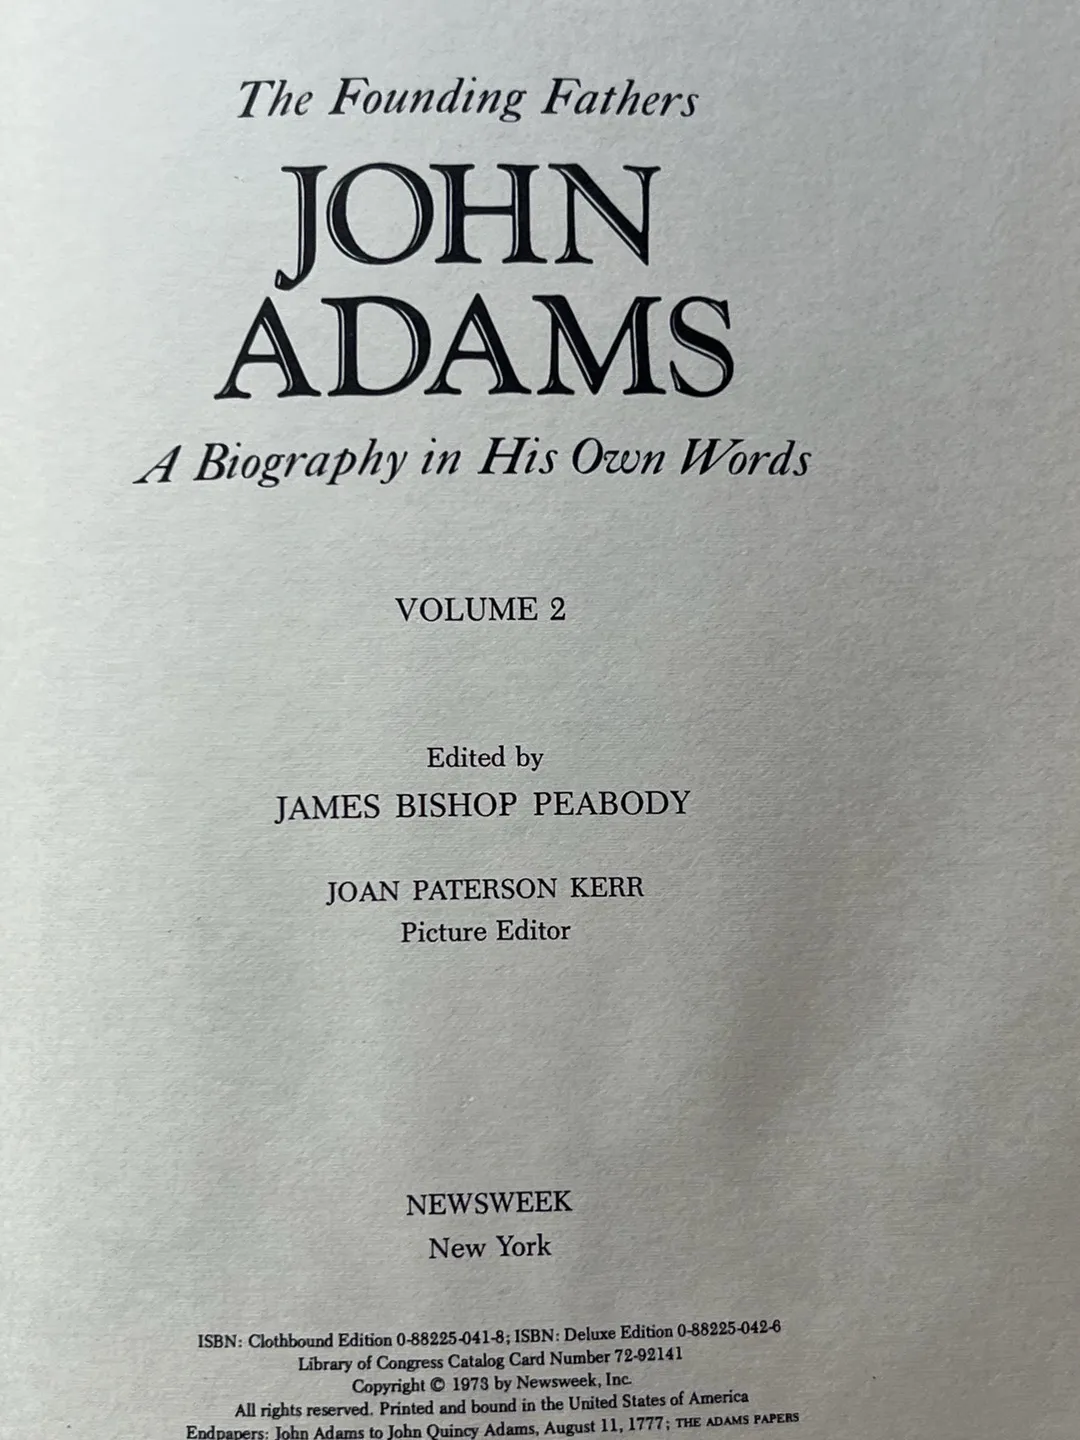 The Founding Fathers
JOHN
ADAMS
A Biography in His Own Words
VOLUME 2
Edited by
JAMES BISHOP PEABODY
JOAN PATERSON KERR
Picture Editor
NEWSWEEK
New York
ISBN: Clothbound Edition 0-88225-041-8; ISBN: Deluxe Edition 0-88225-042-6
Library of Congress Catalog Card Number 72-92141
Copyright © 1973 by Newsweek, Inc.
All rights reserved. Printed and bound in the United States of America
Endpapers: John Adams to John Quincy Adams, August 11, 1777; THE ADAMS PAPERS